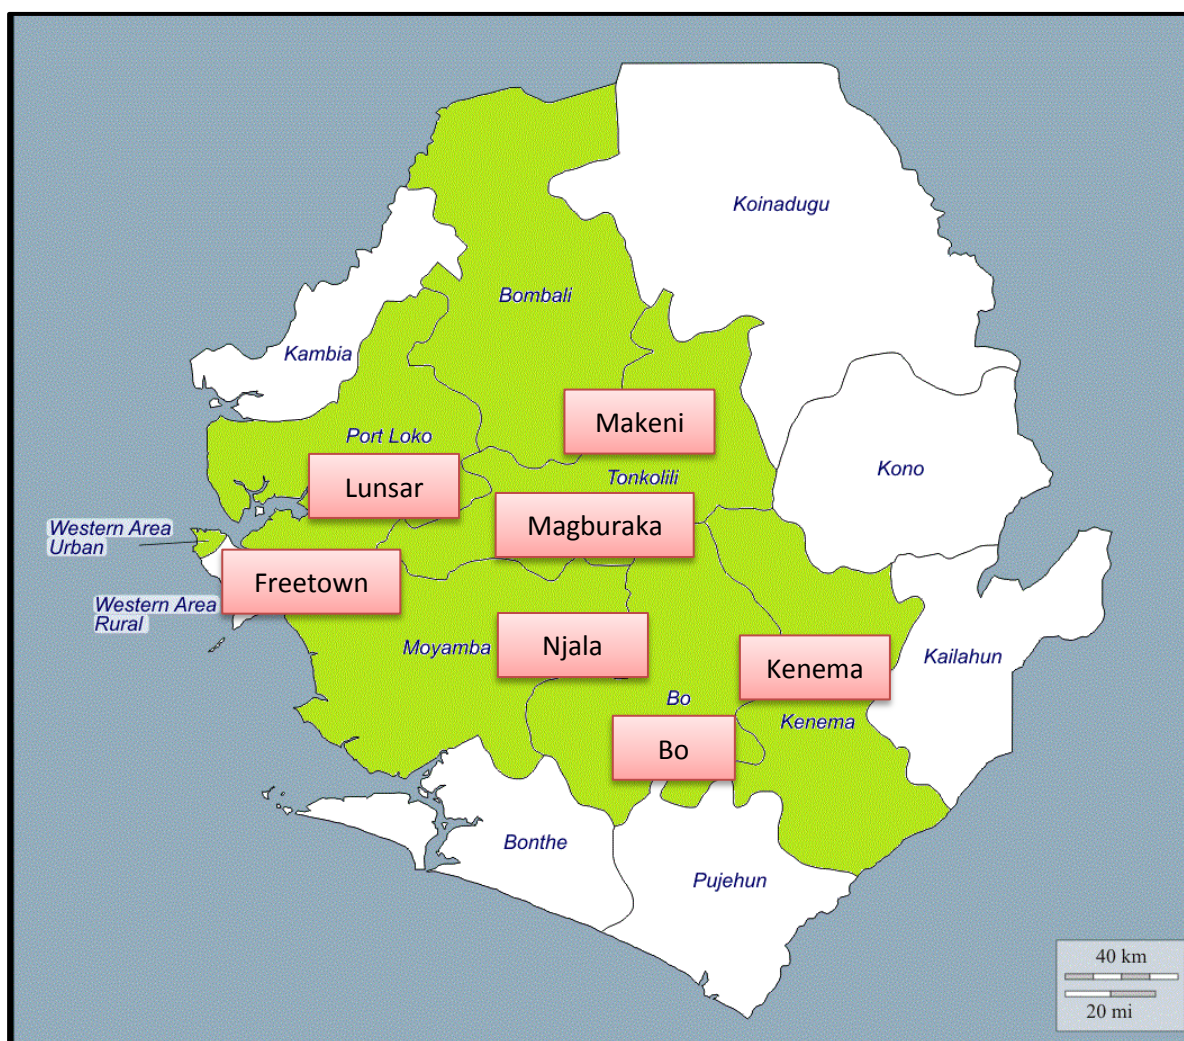 Koinadugu
Bombali
Kambia
Makeni
Port Loko
Kono
Lunsar
Tonkolili
Magburaka
Western Area
Urban
Freetown
Western Area
Rural
Njala
Moyamba
Kenema
Kailahun
Bo
Kenema
Bo
Bonthe
Pujehun
40 km
20 mi